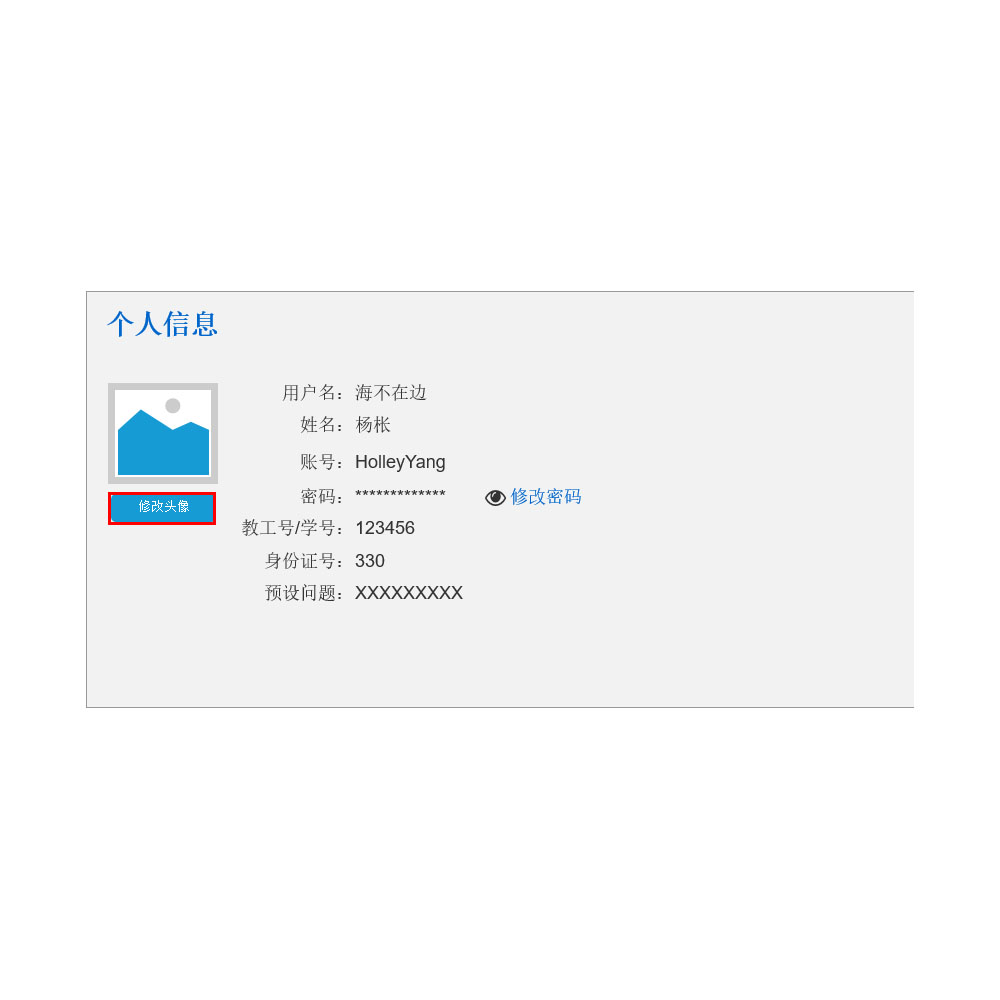 个人信息
用户名：海不在边
姓名：杨枨
账号：HolleyYang
密码：************* 修改密码
修改头像
教工号/学号：123456
身份证号：330
预设问题：XXXXXXXXX